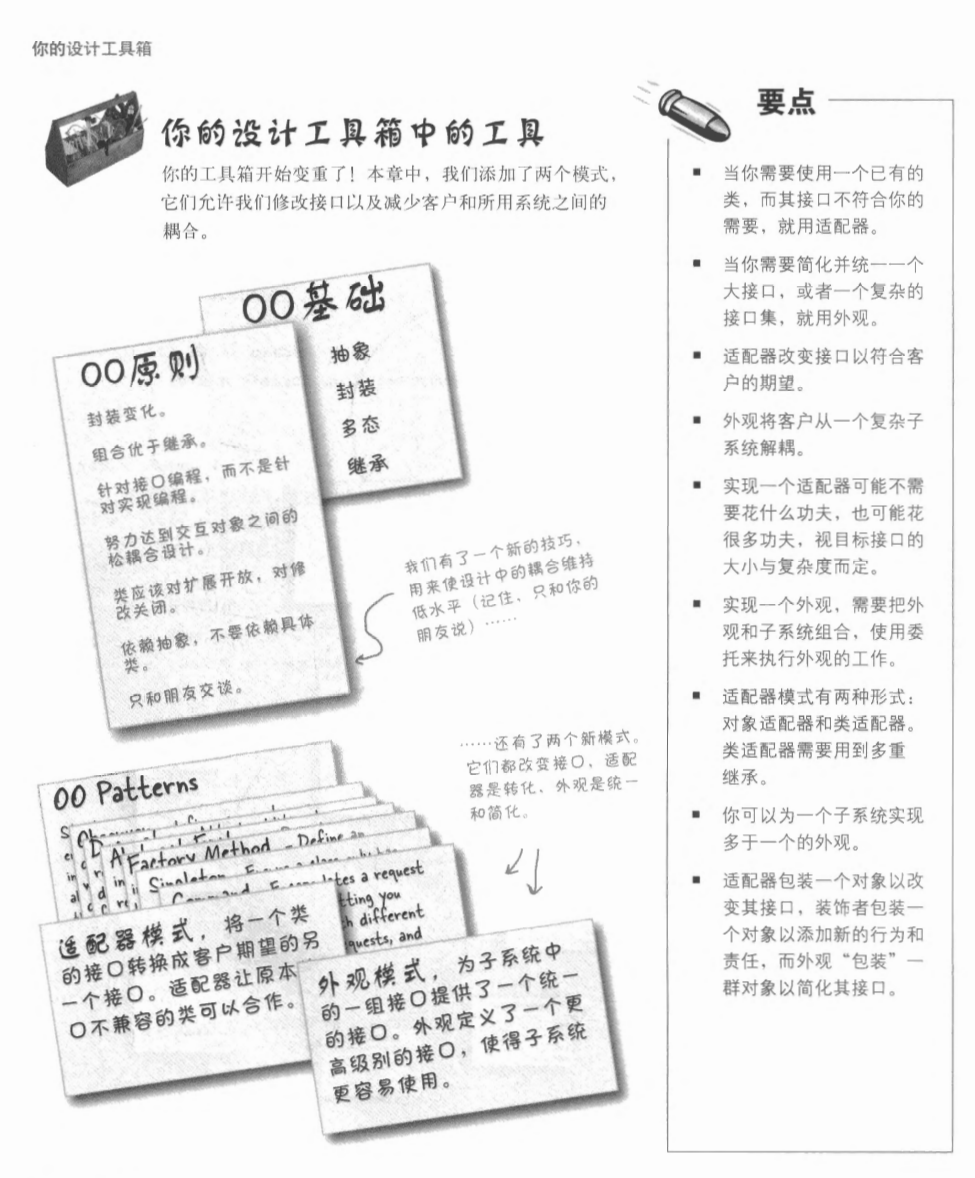 你的设计工具箱
你的设计工具箱中的工具
你的工具箱开始变重了！本章中，我们添加了两个模式，
它们允许我们修改接口以及减少客户和所用系统之间的
耦合。
OO基础
抽象
封装
多态
继承
OO原则
封装变化。
组合优于继承。
针对接口编程，而不是针
对实现编程。
努力达到交互对象之间的
松耦合设计。
类应该对扩展开放，对修
改关闭。
依赖抽象，不要依赖具体
类。
只和朋友交谈。
我们有了一个新的技巧，
用来使设计中的耦合维持
低水平（记住，只和你的
朋友说）……
……还有了两个新模式。
它们都改变接口，适配
器是转化，外观是统一
和简化。
OO Patterns
Factory Method - Define an
Singleton
a request
different
and
适配器模式，将一个类
的接口转换成客户期望的另
一个接口。适配器让原本
口不兼容的类可以合作。
外观模式，为子系统中
的一组接口提供了一个统一
的接口。外观定义了一个更
高级别的接口，使得子系统
更容易使用。
要点
■ 当你需要使用一个已有的
类，而其接口不符合你的
需要，就用适配器。
■ 当你需要简化并统一一个
大接口，或者一个复杂的
接口集，就用外观。
■ 适配器改变接口以符合客
户的期望。
■ 外观将客户从一个复杂子
系统解耦。
■ 实现一个适配器可能不需
要花什么功夫，也可能花
很多功夫，视目标接口的
大小与复杂度而定。
■ 实现一个外观，需要把外
观和子系统组合，使用委
托来执行外观的工作。
■ 适配器模式有两种形式：
对象适配器和类适配器。
类适配器需要用到多重
继承。
■ 你可以为一个子系统实现
多于一个的外观。
■ 适配器包装一个对象以改
变其接口，装饰者包装一
个对象以添加新的行为和
责任，而外观“包装”一
群对象以简化其接口。